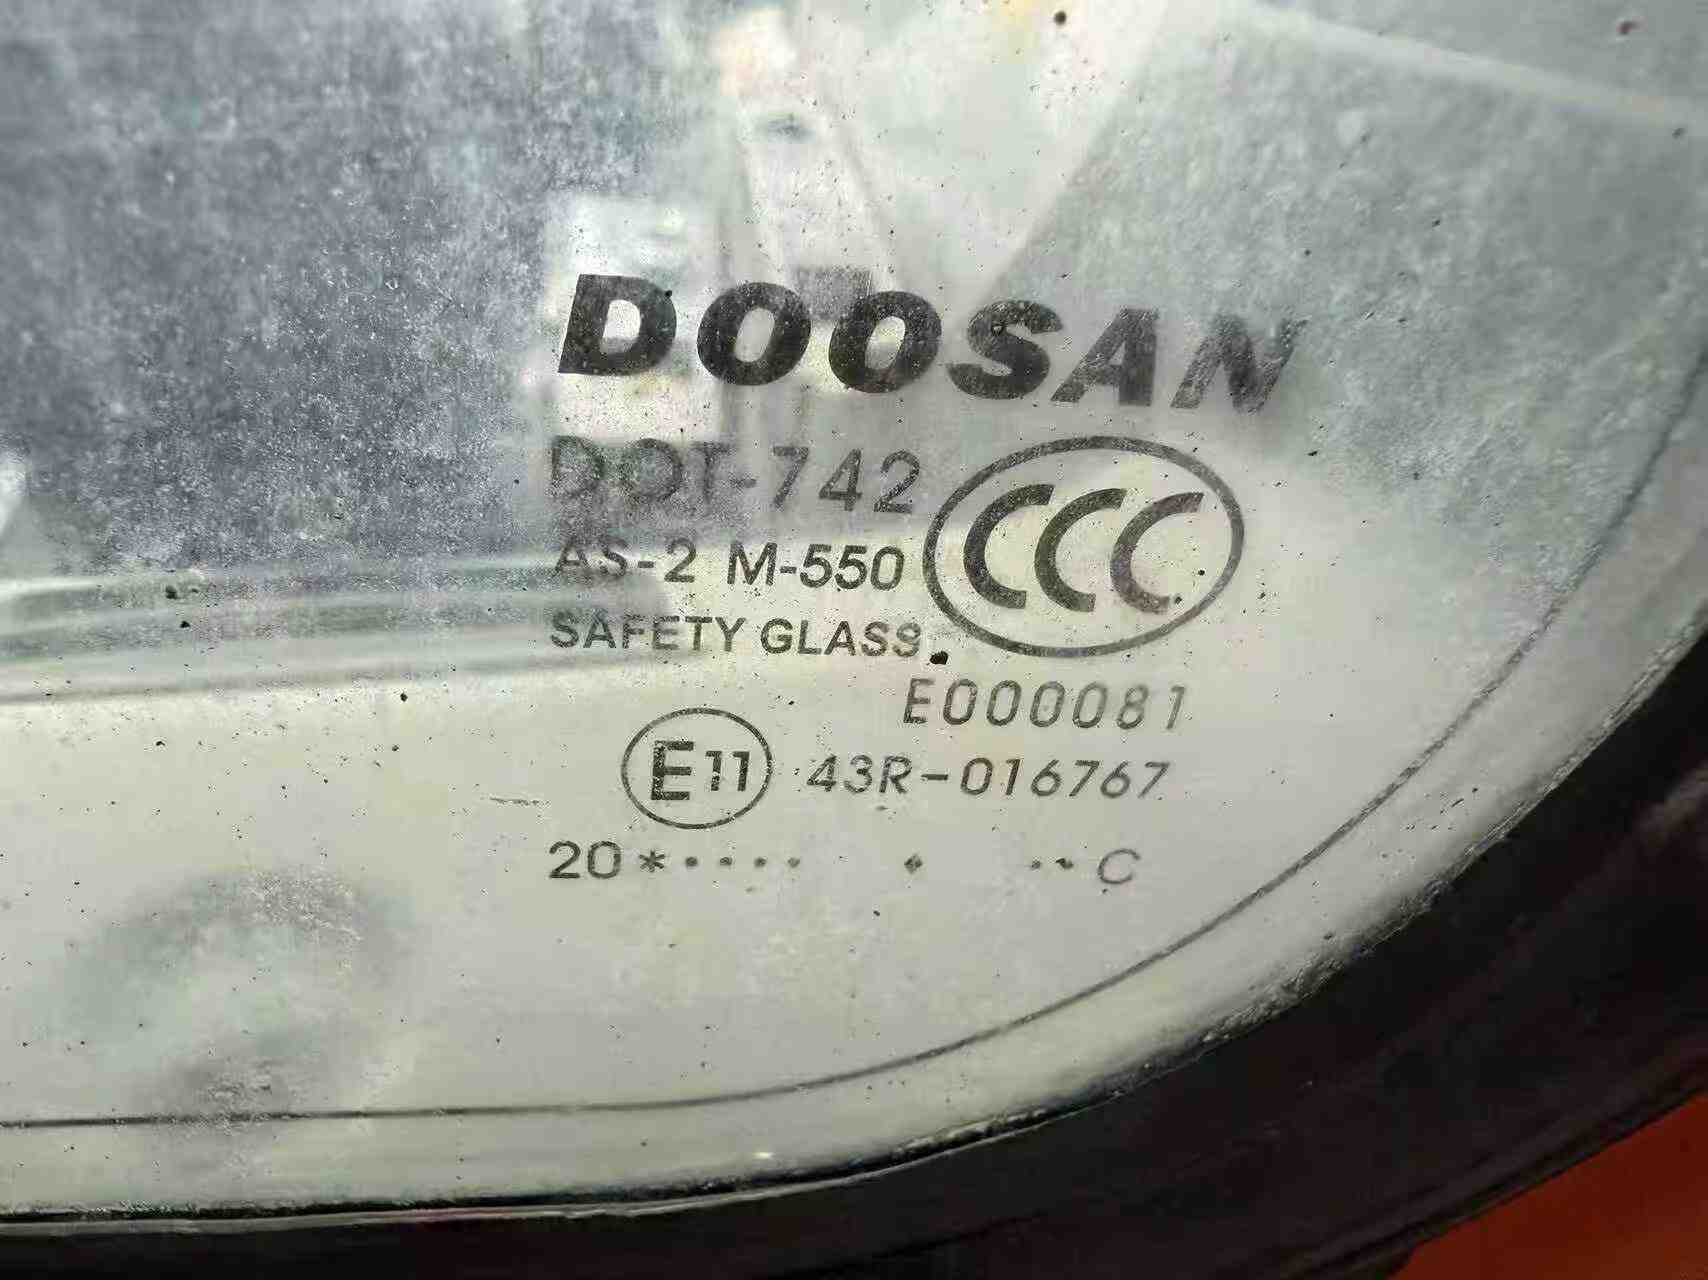 DOOSAN
DOT-742
CCC
AS-2 M-550
SAFETY GLASS
E000081
E11 43R-016767
20*•••• • ••C